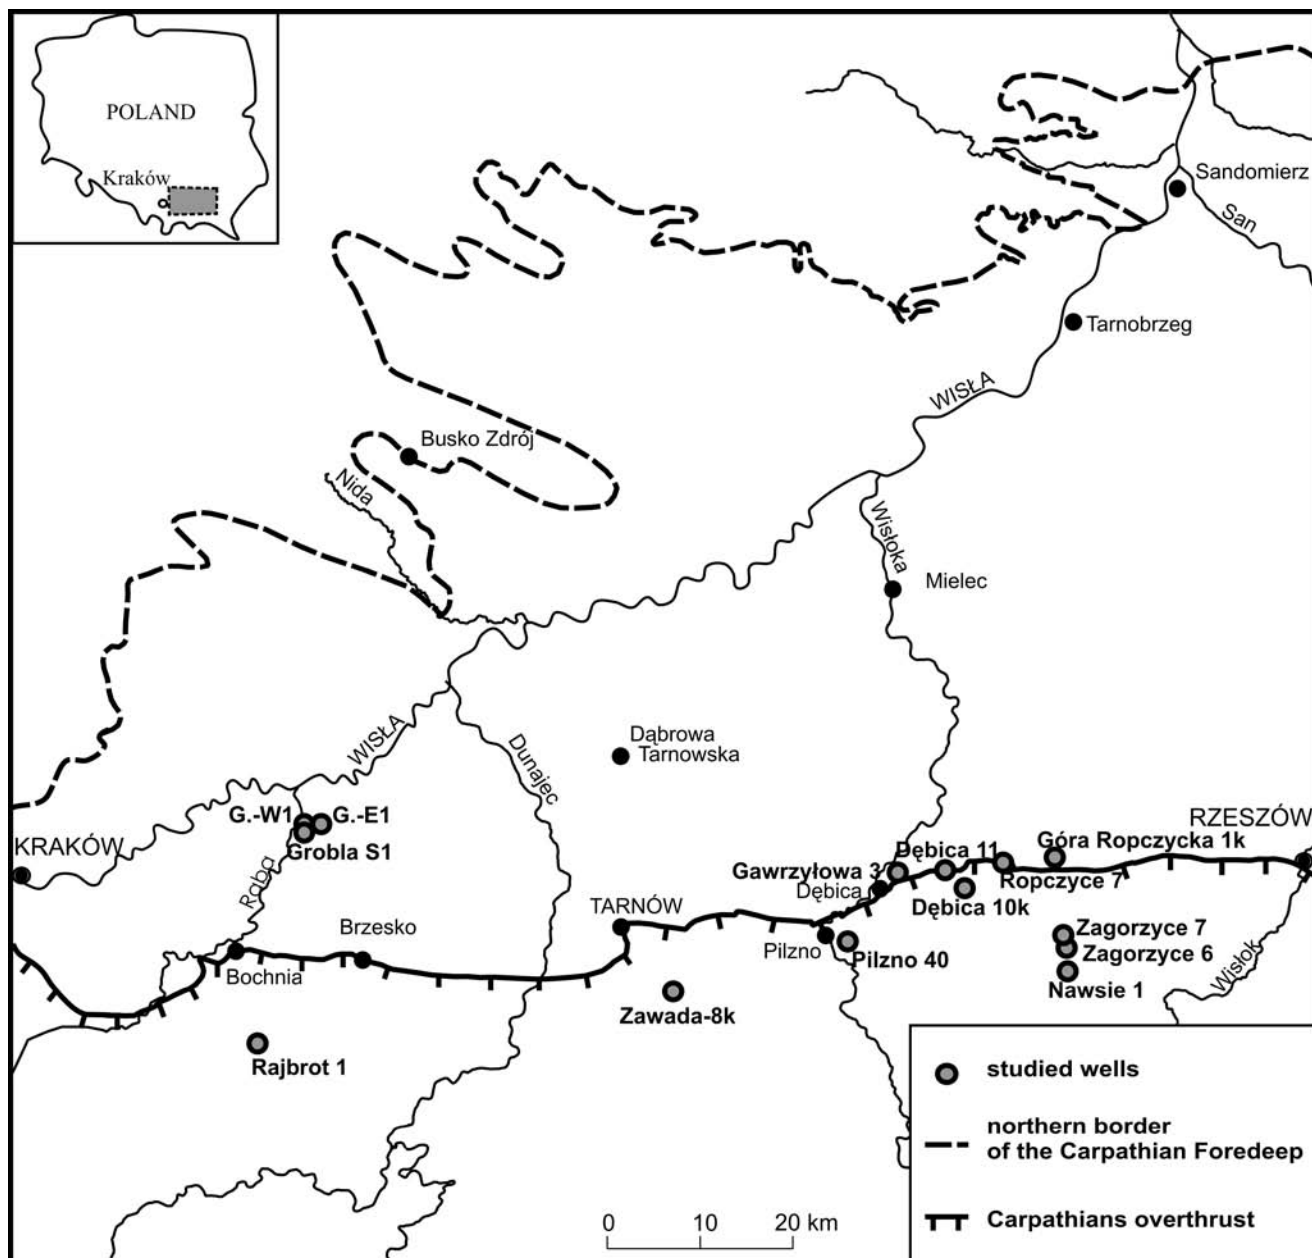 POLAND
Kraków
Sandomierz
San
Tarnobrzeg
WISŁA
Busko Zdrój
Nida
Wisłoka
Mielec
WISŁA
Dunajec
Dąbrowa
Tarnowska
G.-W1
G.-E1
Grobla S1
KRAKÓW
Raba
RZESZÓW
Góra Ropczycka 1k
Dębica 11
Gawrzyłowa 3
Ropczyce 7
Dębica
Dębica 10k
TARNÓW
Brzesko
Bochnia
Pilzno
Pilzno 40
Zagorzyce 7
Zagorzyce 6
Nawsie 1
Wisłok
Zawada-8k
Rajbrot 1
studied wells
northern border
of the Carpathian Foredeep
Carpathians overthrust
0 10 20 km